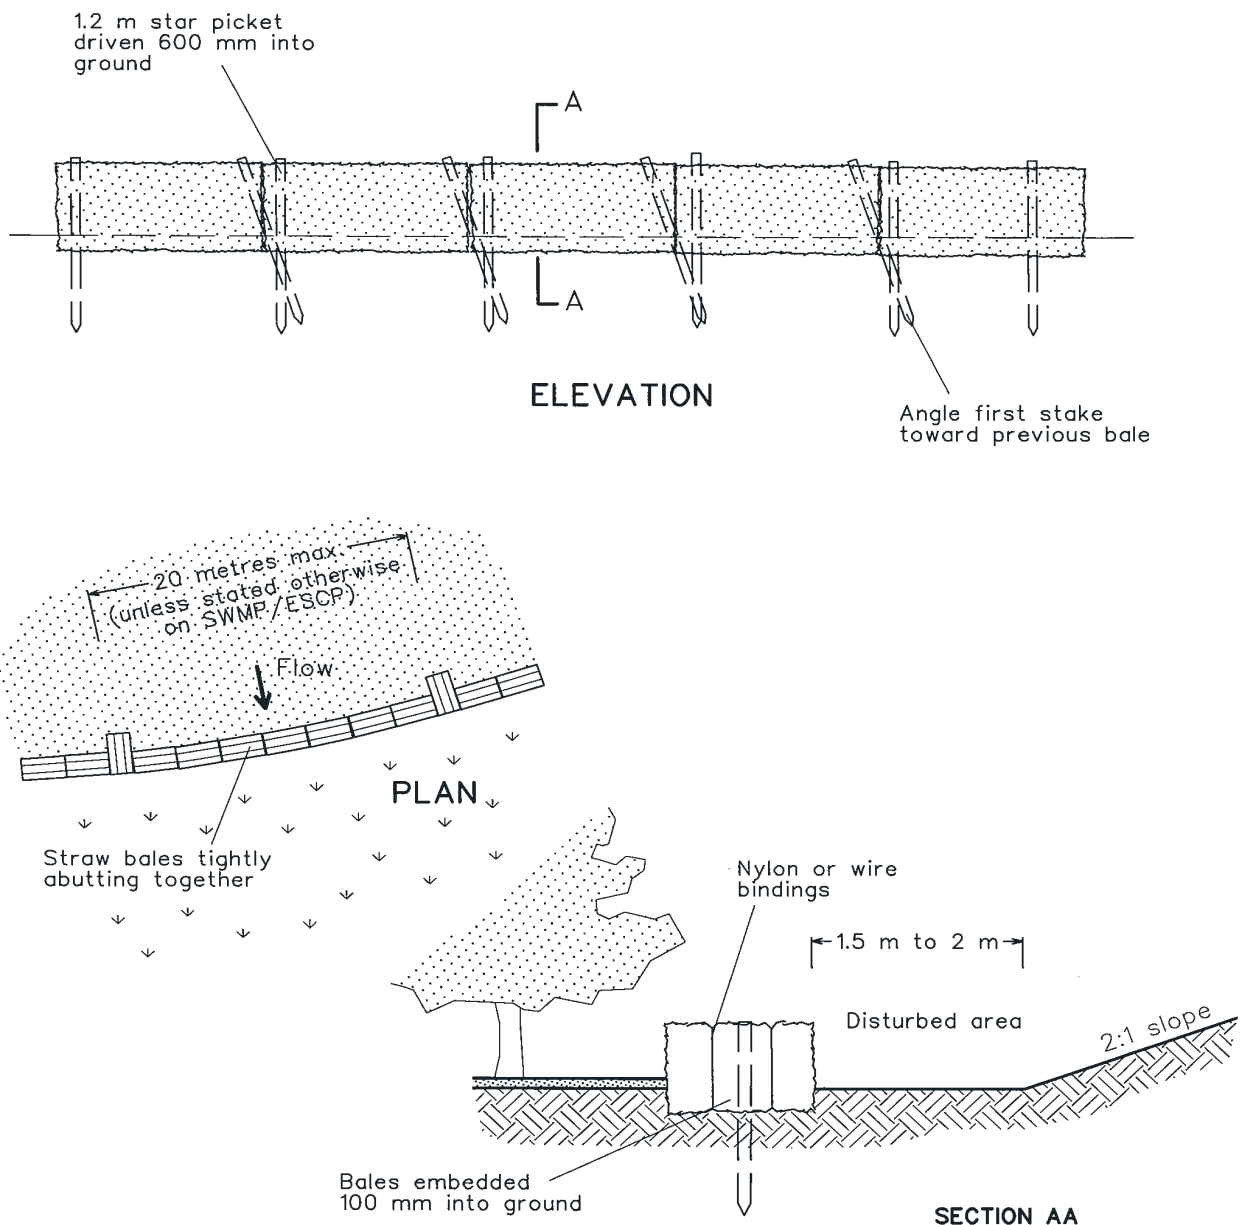 1.2 m star picket
driven 600 mm into
ground
A
A
ELEVATION
Angle first stake
toward previous bale
20 metres max.
(unless stated otherwise
on SWMP/ESCP)
Flow
PLAN
Straw bales tightly
abutting together
Nylon or wire
bindings
1.5 m to 2 m
Disturbed area
2:1 slope
Bales embedded
100 mm into ground
SECTION AA